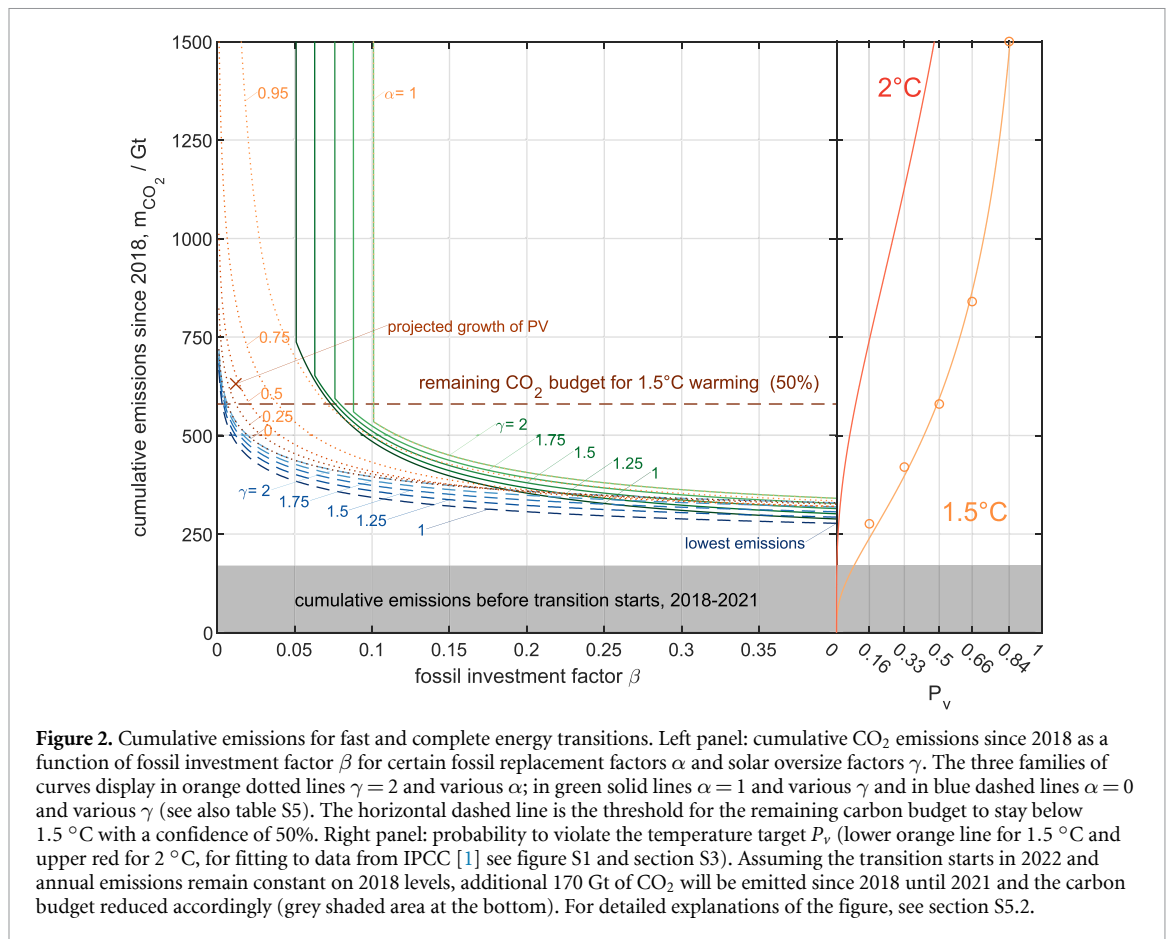 1500
1250
1000
750
500
250
0
cumulative emissions since 2018, mCO2 / Gt
0.95
α= 1
2°C
0.75
projected growth of PV
remaining CO2 budget for 1.5°C warming (50%)
0.5
0.25
0
γ= 2
1.75
1.5
1.25
1
γ= 2
1.75
1.5
1.25
1
1.5°C
lowest emissions
cumulative emissions before transition starts, 2018-2021
0 0.05 0.1 0.15 0.2 0.25 0.3 0.35
0 0.16 0.33 0.5 0.66 0.84 1
fossil investment factor β
Pv
Figure 2. Cumulative emissions for fast and complete energy transitions. Left panel: cumulative CO2 emissions since 2018 as a
function of fossil investment factor β for certain fossil replacement factors α and solar oversize factors γ. The three families of
curves display in orange dotted lines γ = 2 and various α; in green solid lines α = 1 and various γ and in blue dashed lines α = 0
and various γ (see also table S5). The horizontal dashed line is the threshold for the remaining carbon budget to stay below
1.5 °C with a confidence of 50%. Right panel: probability to violate the temperature target Pv (lower orange line for 1.5 °C and
upper red for 2 °C, for fitting to data from IPCC [1] see figure S1 and section S3). Assuming the transition starts in 2022 and
annual emissions remain constant on 2018 levels, additional 170 Gt of CO2 will be emitted since 2018 until 2021 and the carbon
budget reduced accordingly (grey shaded area at the bottom). For detailed explanations of the figure, see section S5.2.